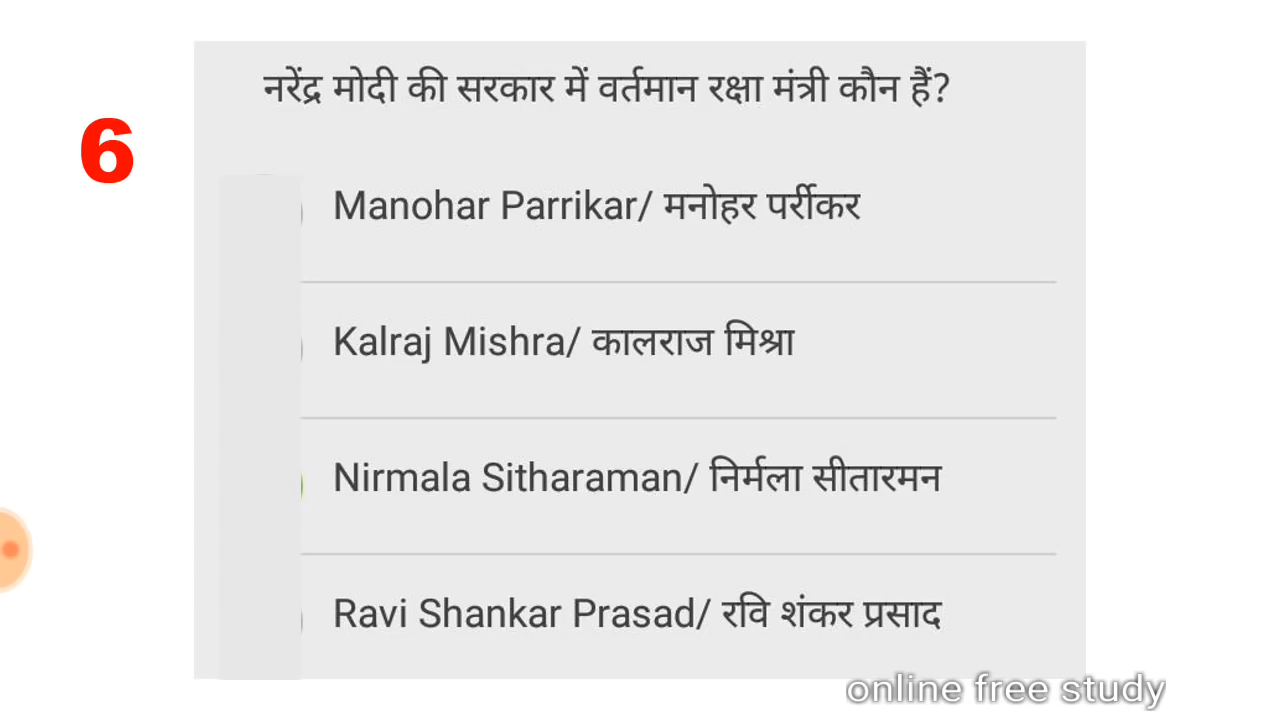 नरेंद्र मोदी की सरकार में वर्तमान रक्षा मंत्री कौन हैं?
6
Manohar Parrikar/ मनोहर पर्रीकर
Kalraj Mishra/ कालराज मिश्रा
Nirmala Sitharaman/ निर्मला सीतारमन
Ravi Shankar Prasad/ रवि शंकर प्रसाद
online free study